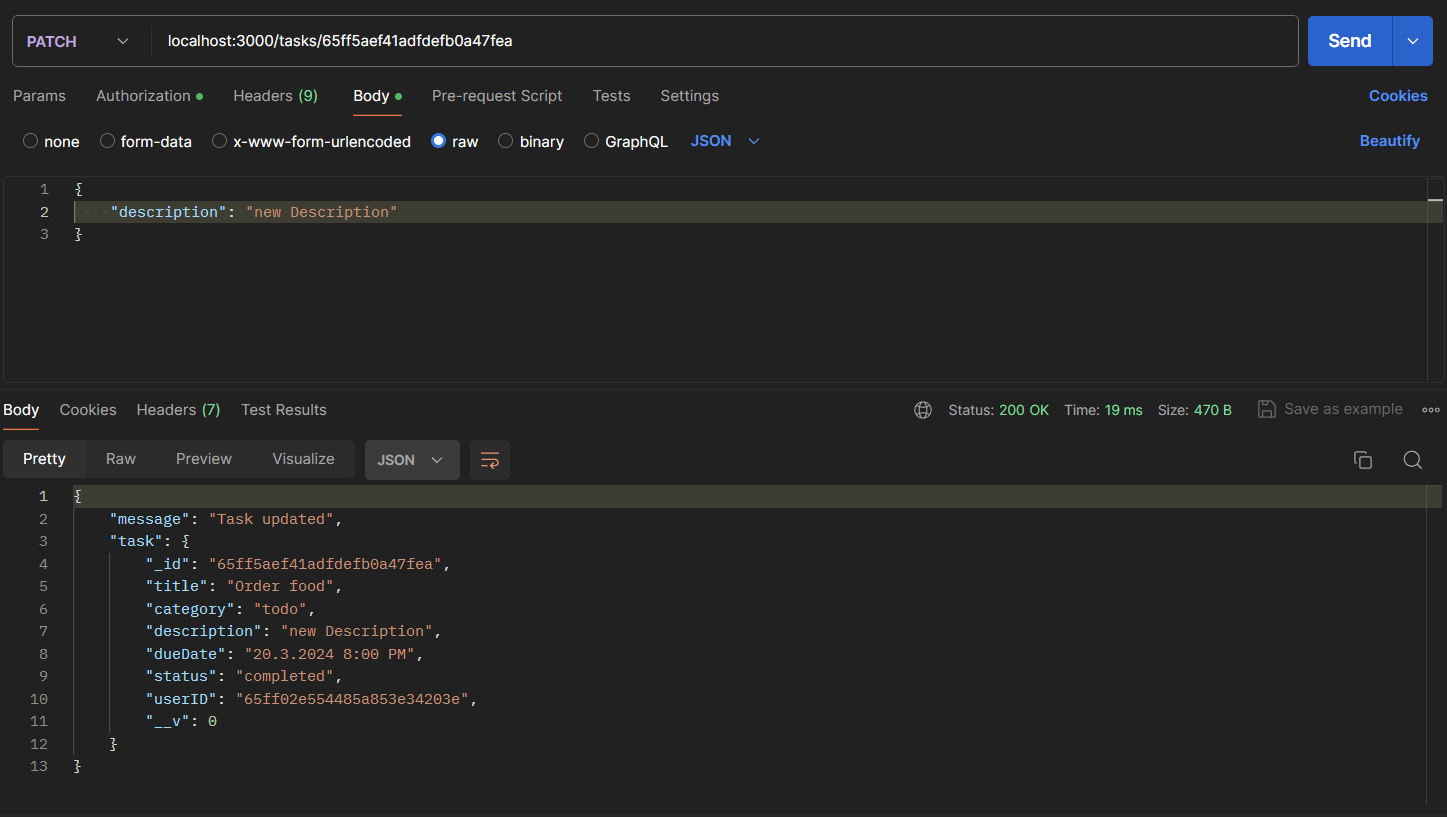 PATCH localhost:3000/tasks/65ff5aef41adfdefb0a47fea Send
Params Authorization Headers (9) Body Pre-request Script Tests Settings Cookies
none form-data x-www-form-urlencoded raw binary GraphQL JSON Beautify
1 {
2 "description": "new Description"
3 }
Body Cookies Headers (7) Test Results Status: 200 OK Time: 19 ms Size: 470 B Save as example
Pretty Raw Preview Visualize JSON
1 {
2 "message": "Task updated",
3 "task": {
4 "_id": "65ff5aef41adfdefb0a47fea",
5 "title": "Order food",
6 "category": "todo",
7 "description": "new Description",
8 "dueDate": "20.3.2024 8:00 PM",
9 "status": "completed",
10 "userID": "65ff02e554485a853e34203e",
11 "__v": 0
12 }
13 }